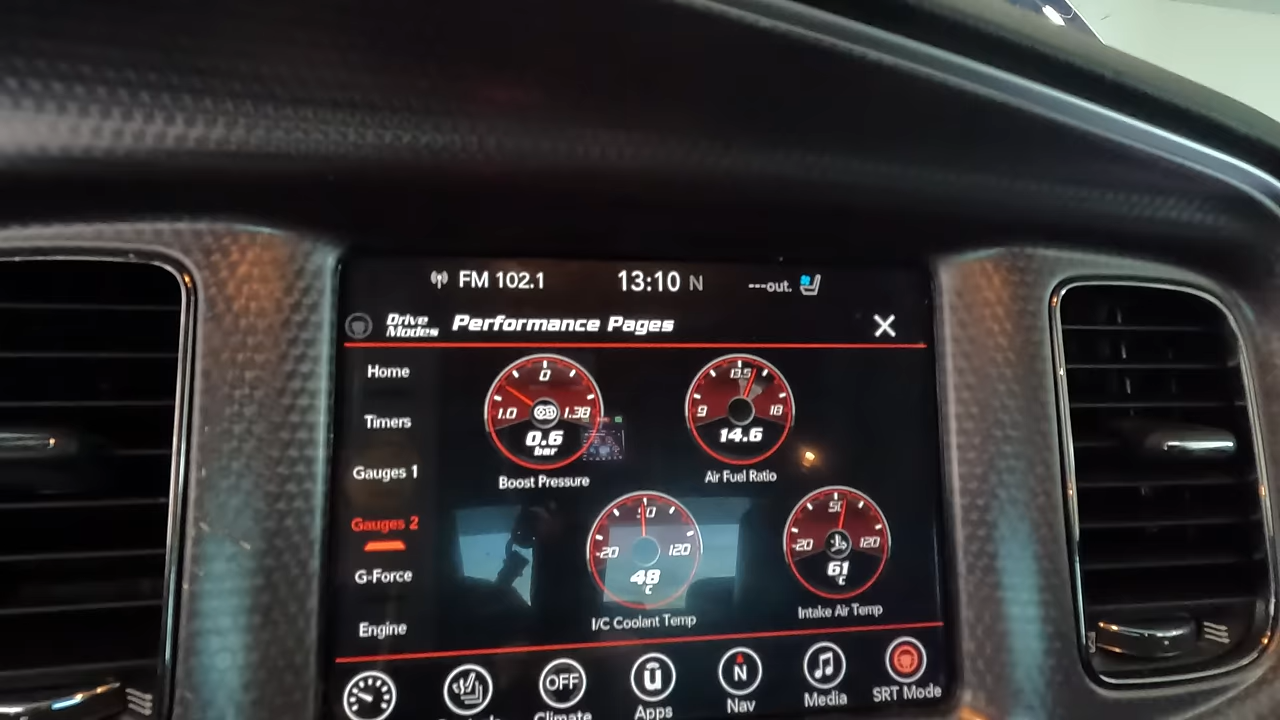 FM 102.1 13:10 N ---out.
Drive Modes Performance Pages
Home
Timers
Gauges 1
Gauges 2
G-Force
Engine
0
1.0 1.38
0.6
bar
Boost Pressure
13.5
9 18
14.6
Air Fuel Ratio
-20 120
48
°C
I/C Coolant Temp
50
-20 120
61
°C
Intake Air Temp
OFF
Climate
Apps
N
Nav
Media
SRT Mode